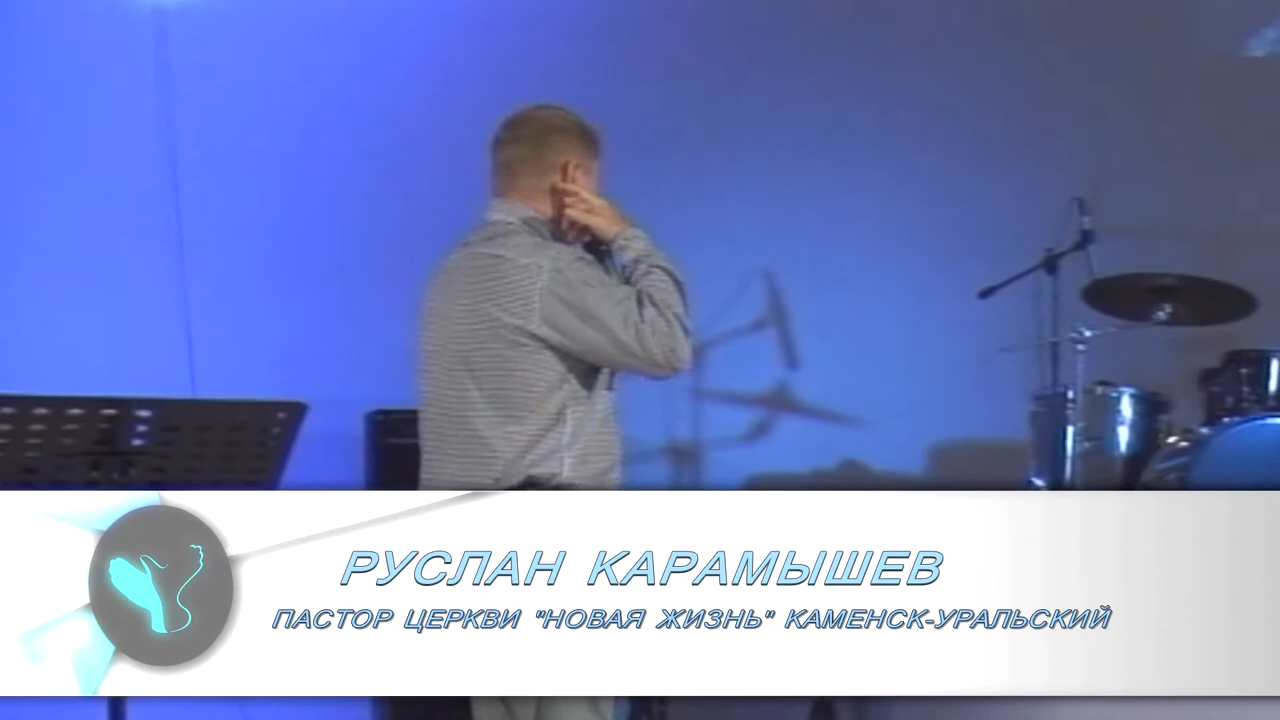 РУСЛАН КАРАМЫШЕВ
ПАСТОР ЦЕРКВИ "НОВАЯ ЖИЗНЬ" КАМЕНСК-УРАЛЬСКИЙ